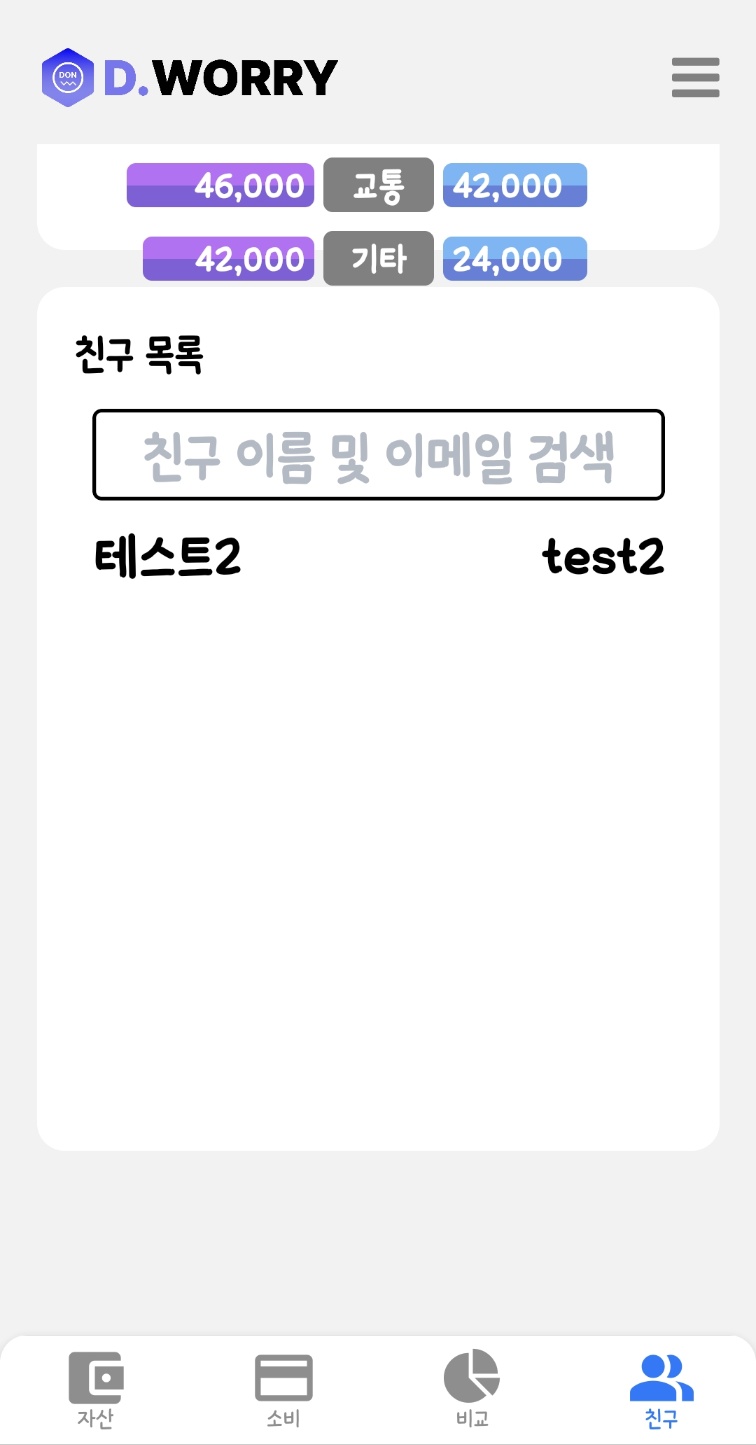 DON D.WORRY
46,000 교통 42,000
42,000 기타 24,000
친구 목록
친구 이름 및 이메일 검색
테스트2 test2
자산 소비 비교 친구